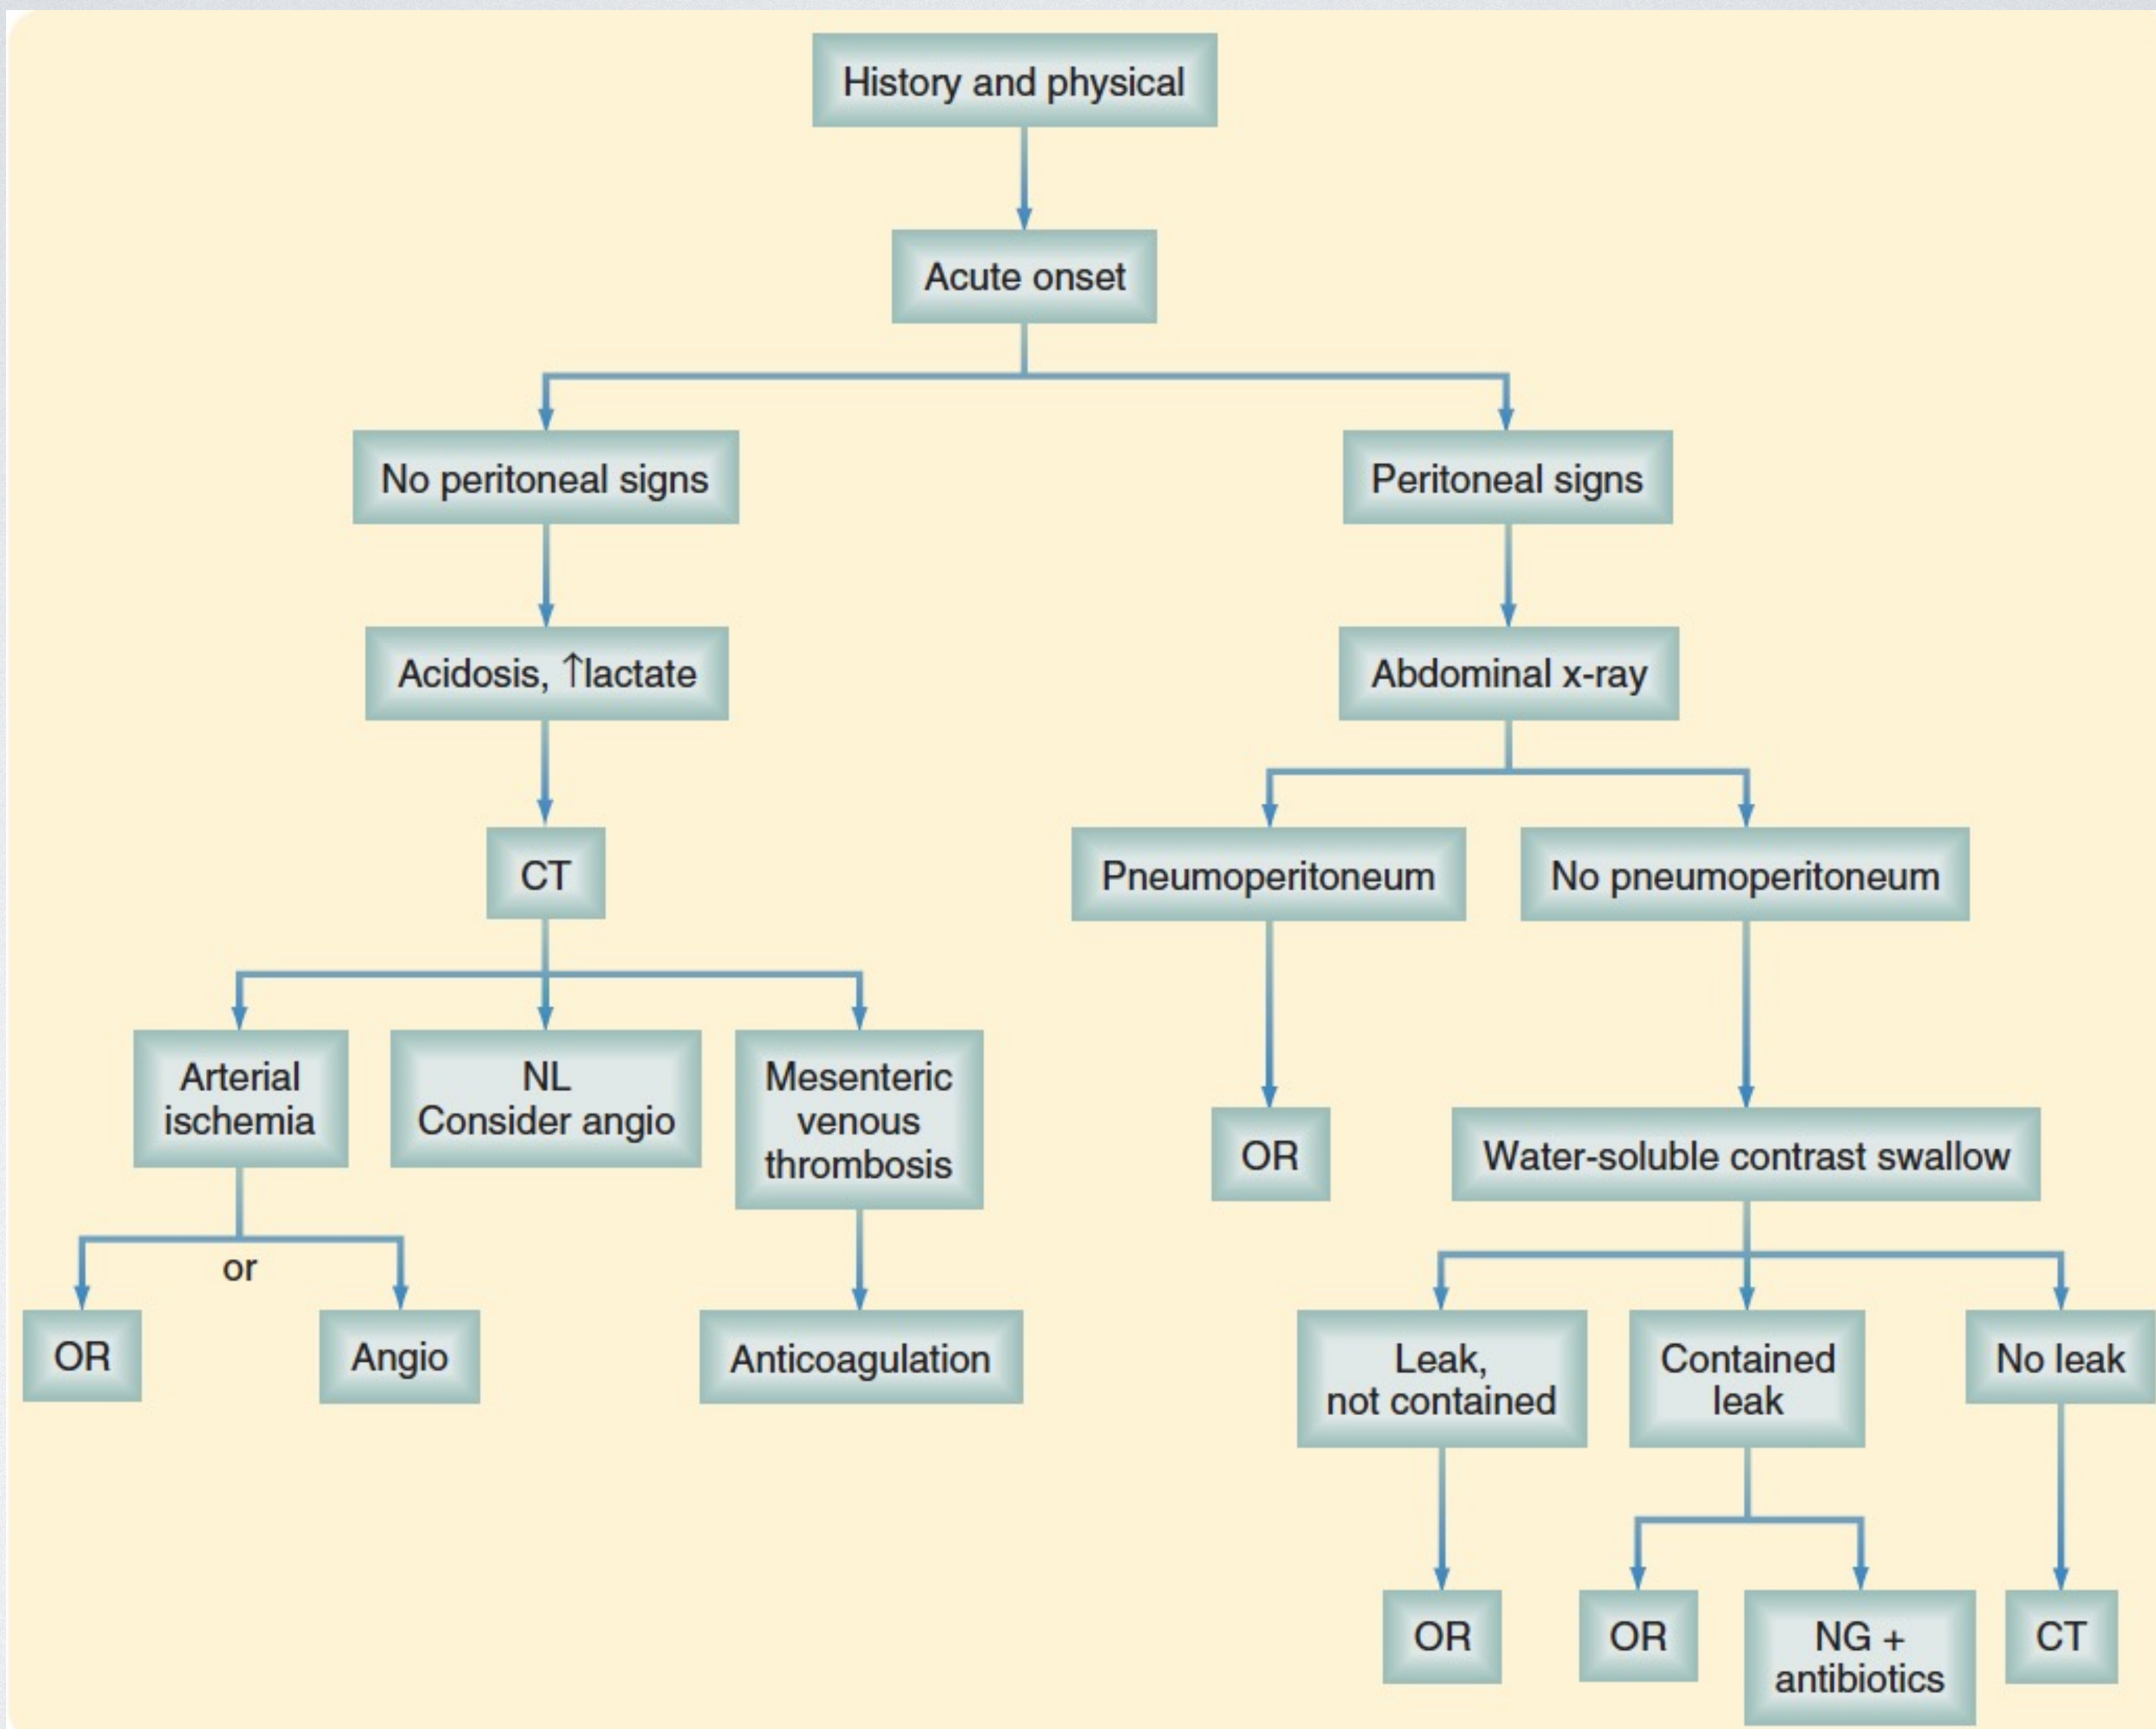 History and physical
Acute onset
No peritoneal signs
Peritoneal signs
Acidosis, ↑lactate
Abdominal x-ray
CT
Pneumoperitoneum
No pneumoperitoneum
Arterial
ischemia
NL
Consider angio
Mesenteric
venous
thrombosis
OR
Water-soluble contrast swallow
or
OR
Angio
Anticoagulation
Leak,
not contained
Contained
leak
No leak
OR
OR
NG +
antibiotics
CT